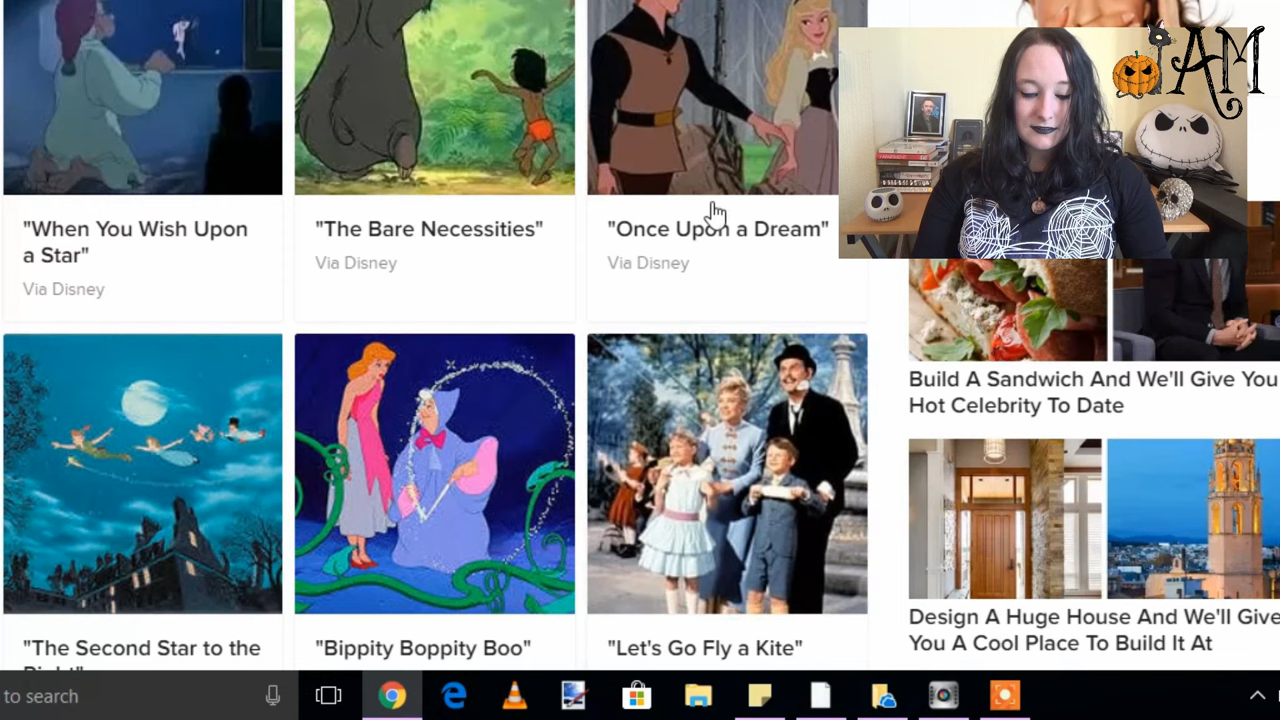 "When You Wish Upon
a Star"
Via Disney
"The Bare Necessities"
Via Disney
"Once Upon a Dream"
Via Disney
AM
"The Second Star to the
"Bippity Boppity Boo"
"Let's Go Fly a Kite"
Build A Sandwich And We'll Give You
Hot Celebrity To Date
Design A Huge House And We'll Give
You A Cool Place To Build It At
to search